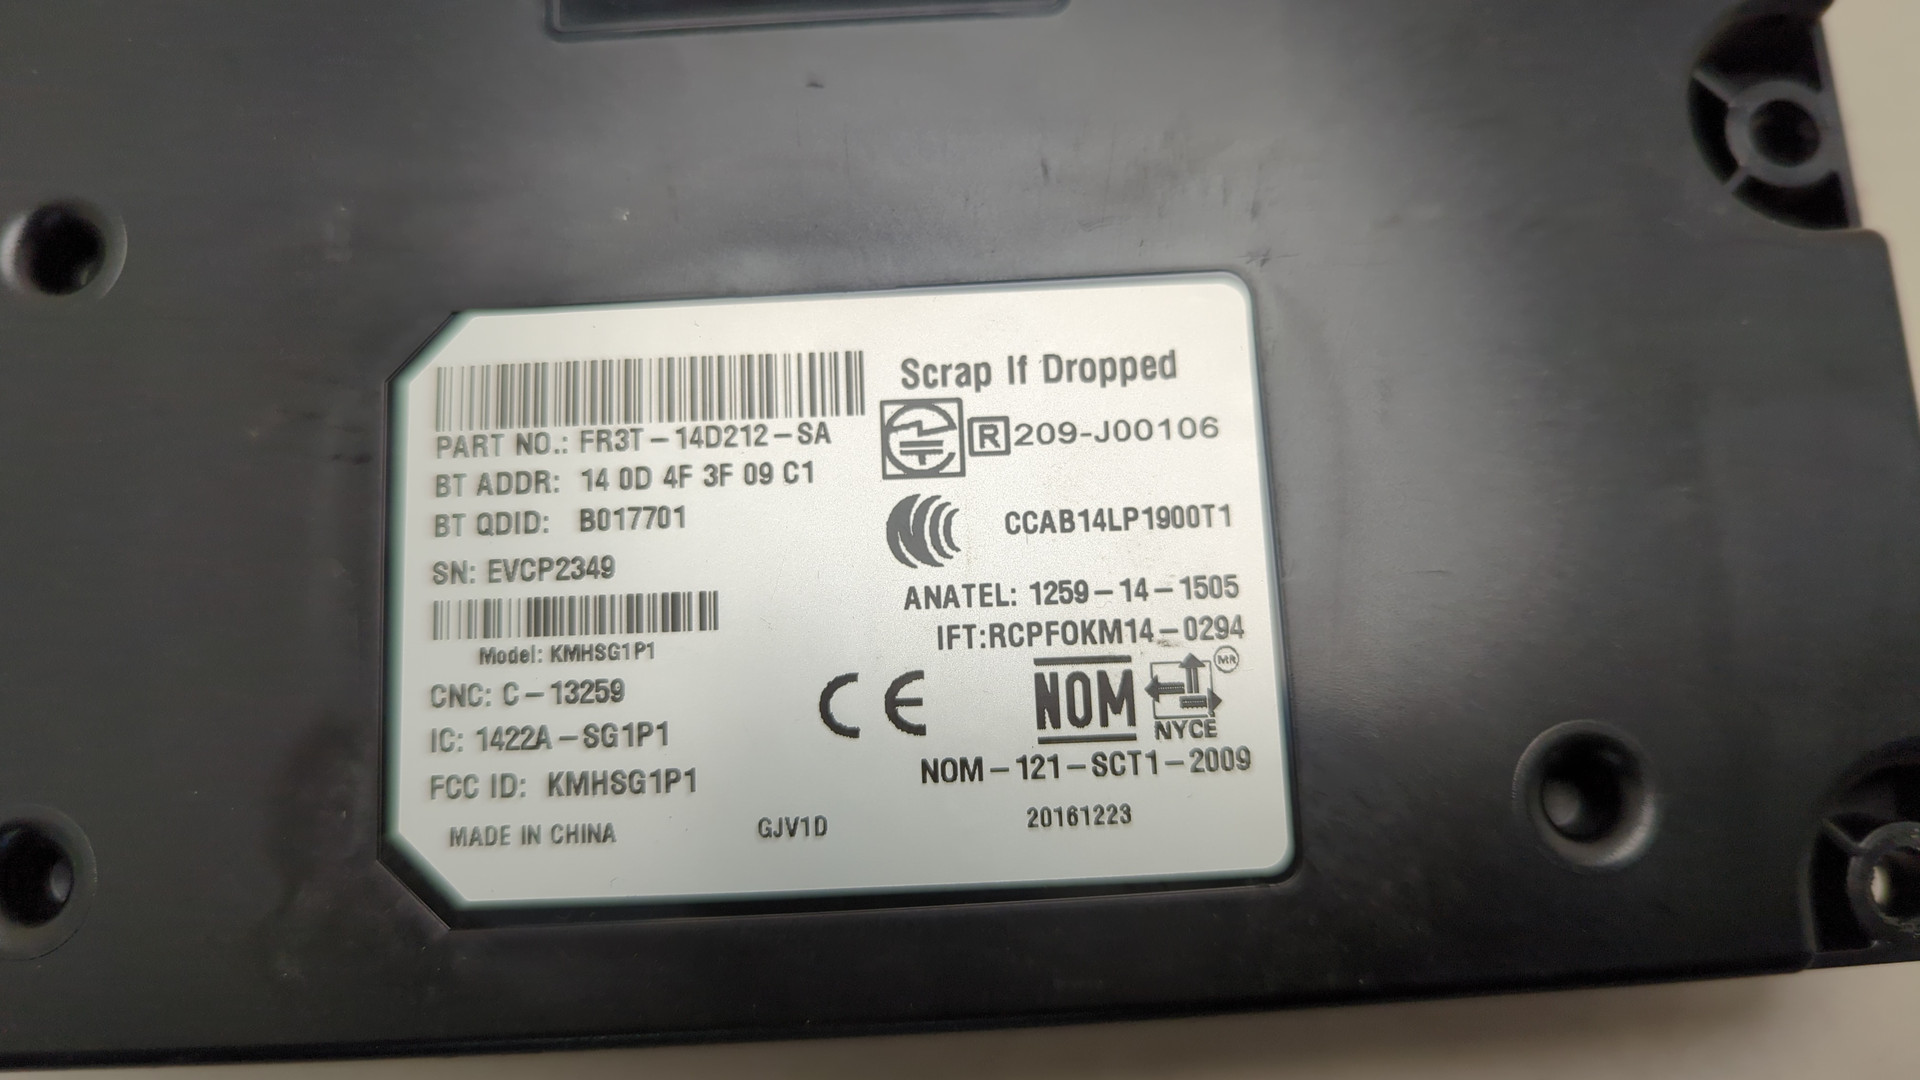 Scrap If Dropped
PART NO.: FR3T-14D212-SA
R 209-J00106
BT ADDR: 14 0D 4F 3F 09 C1
BT QDID: B017701
CCAB14LP1900T1
SN: EVCP2349
ANATEL: 1259-14-1505
IFT:RCPFOKM14-0294
Model: KMHSG1P1
CNC: C-13259
CE
NOM
MR
NYCE
IC: 1422A-SG1P1
NOM-121-SCT1-2009
FCC ID: KMHSG1P1
MADE IN CHINA
GJV1D
20161223